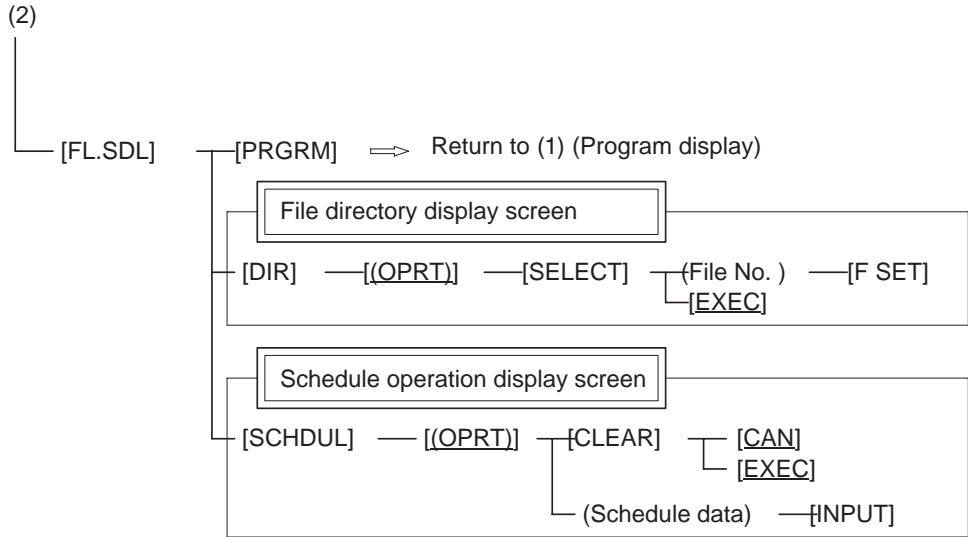 (2)
[FL.SDL] [PRGRM] Return to (1) (Program display)
File directory display screen
[DIR] [(OPRT)] [SELECT] (File No. ) [F SET]
[EXEC]
Schedule operation display screen
[SCHDUL] [(OPRT)] [CLEAR] [CAN]
[EXEC]
(Schedule data) [INPUT]